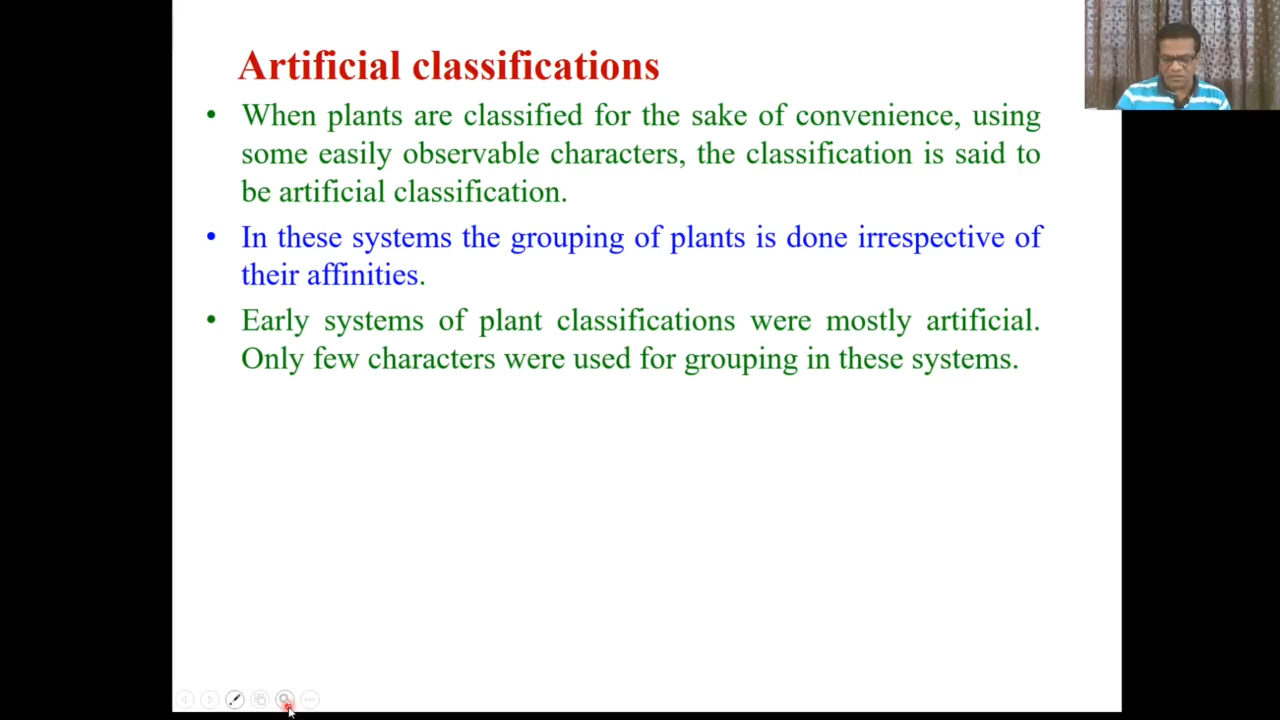 Artificial classifications
• When plants are classified for the sake of convenience, using
some easily observable characters, the classification is said to
be artificial classification.
• In these systems the grouping of plants is done irrespective of
their affinities.
• Early systems of plant classifications were mostly artificial.
Only few characters were used for grouping in these systems.